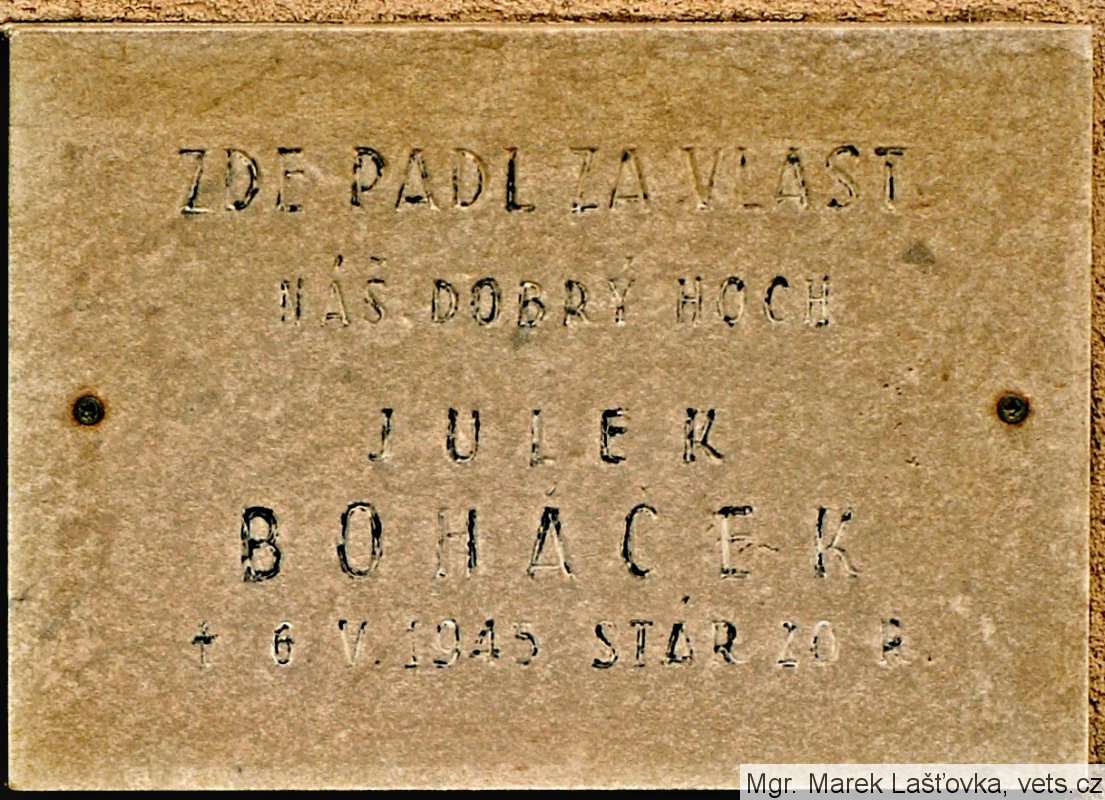 ZDE PADL ZA VLAST
NÁŠ DOBRÝ HOCH
JULEK
BOHÁČEK
† 6. V. 1945 STÁR 20 R.
Mgr. Marek Lašťovka, vets.cz